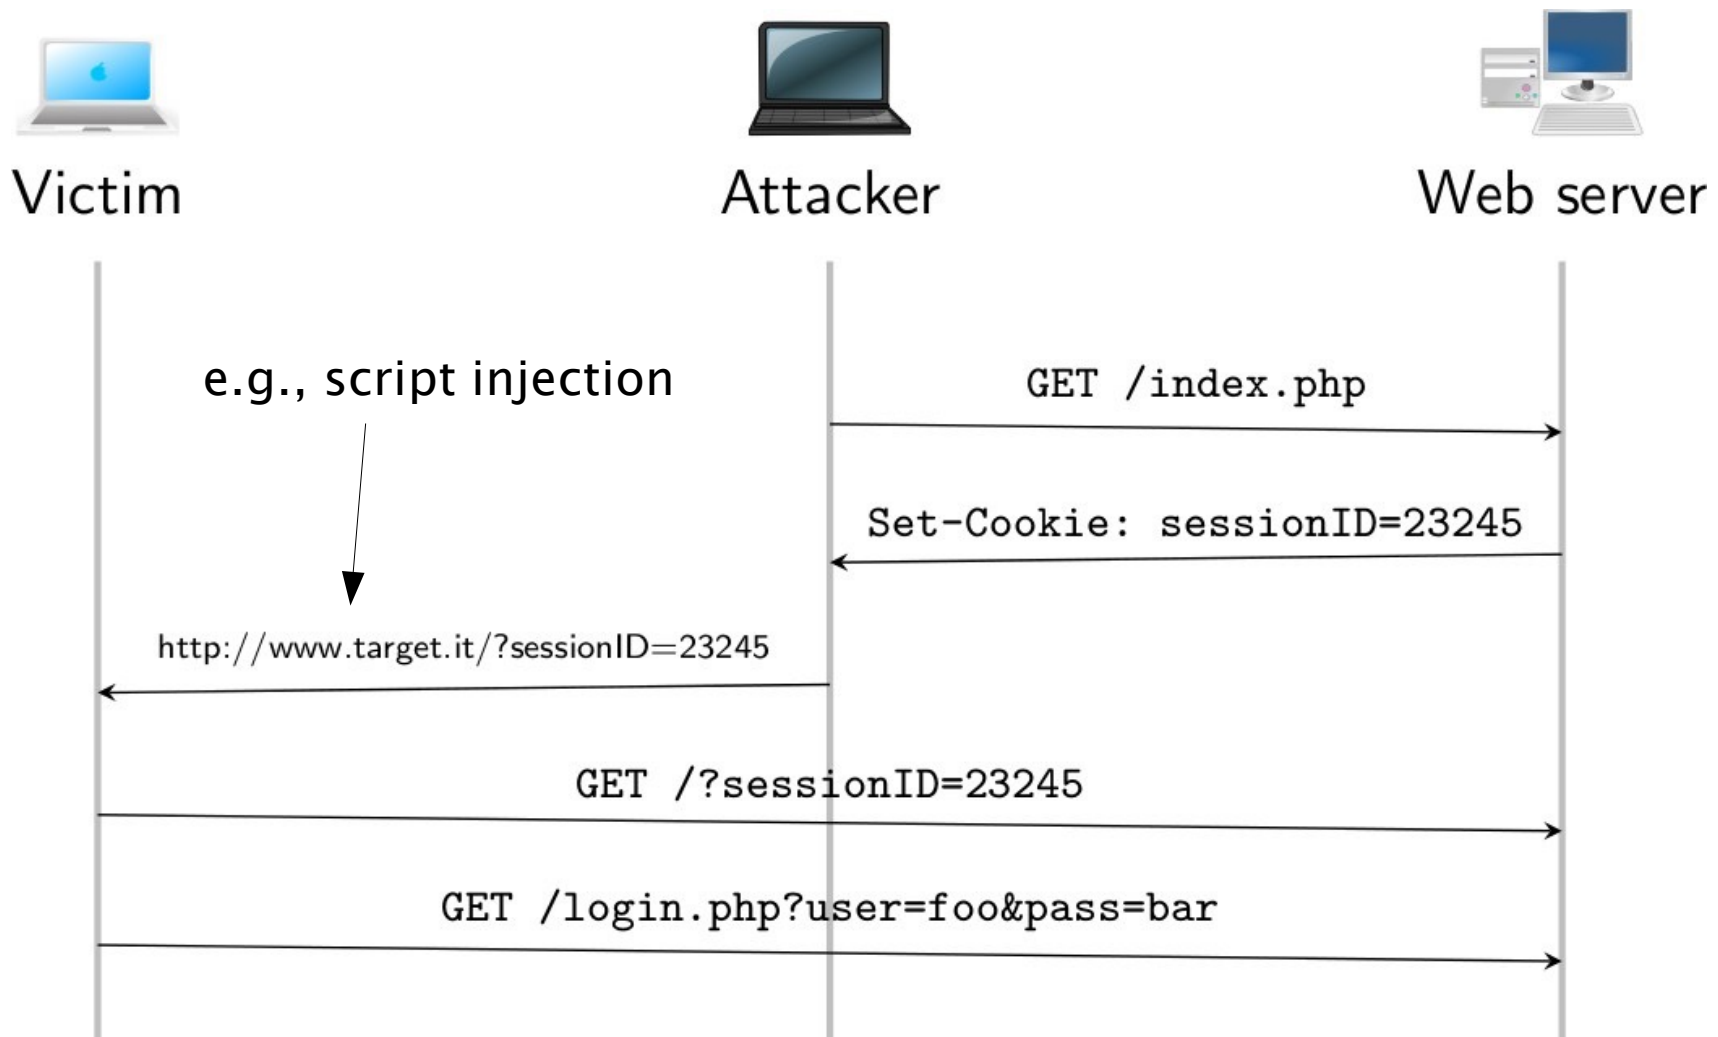 Victim
Attacker
Web server
e.g., script injection
GET /index.php
Set-Cookie: sessionID=23245
http://www.target.it/?sessionID=23245
GET /?sessionID=23245
GET /login.php?user=foo&pass=bar